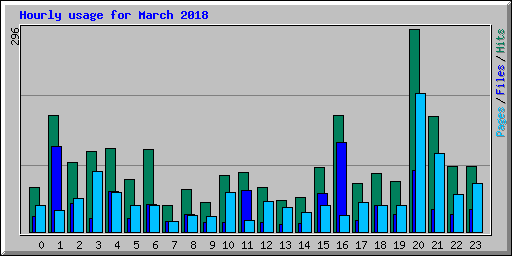 Hourly usage for March 2018
296
Pages/Files/Hits
0 1 2 3 4 5 6 7 8 9 10 11 12 13 14 15 16 17 18 19 20 21 22 23